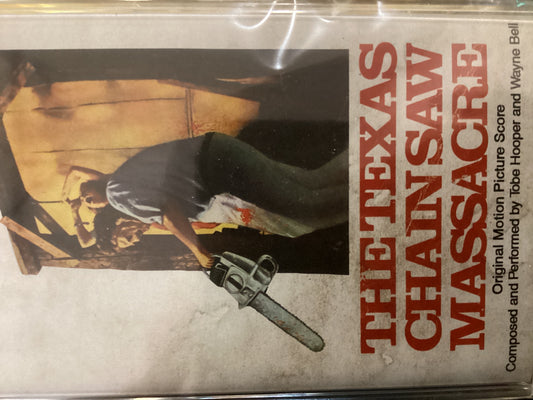 THE TEXAS
CHAIN SAW
MASSACRE
Original Motion Picture Score
Composed and Performed by Tobe Hooper and Wayne Bell